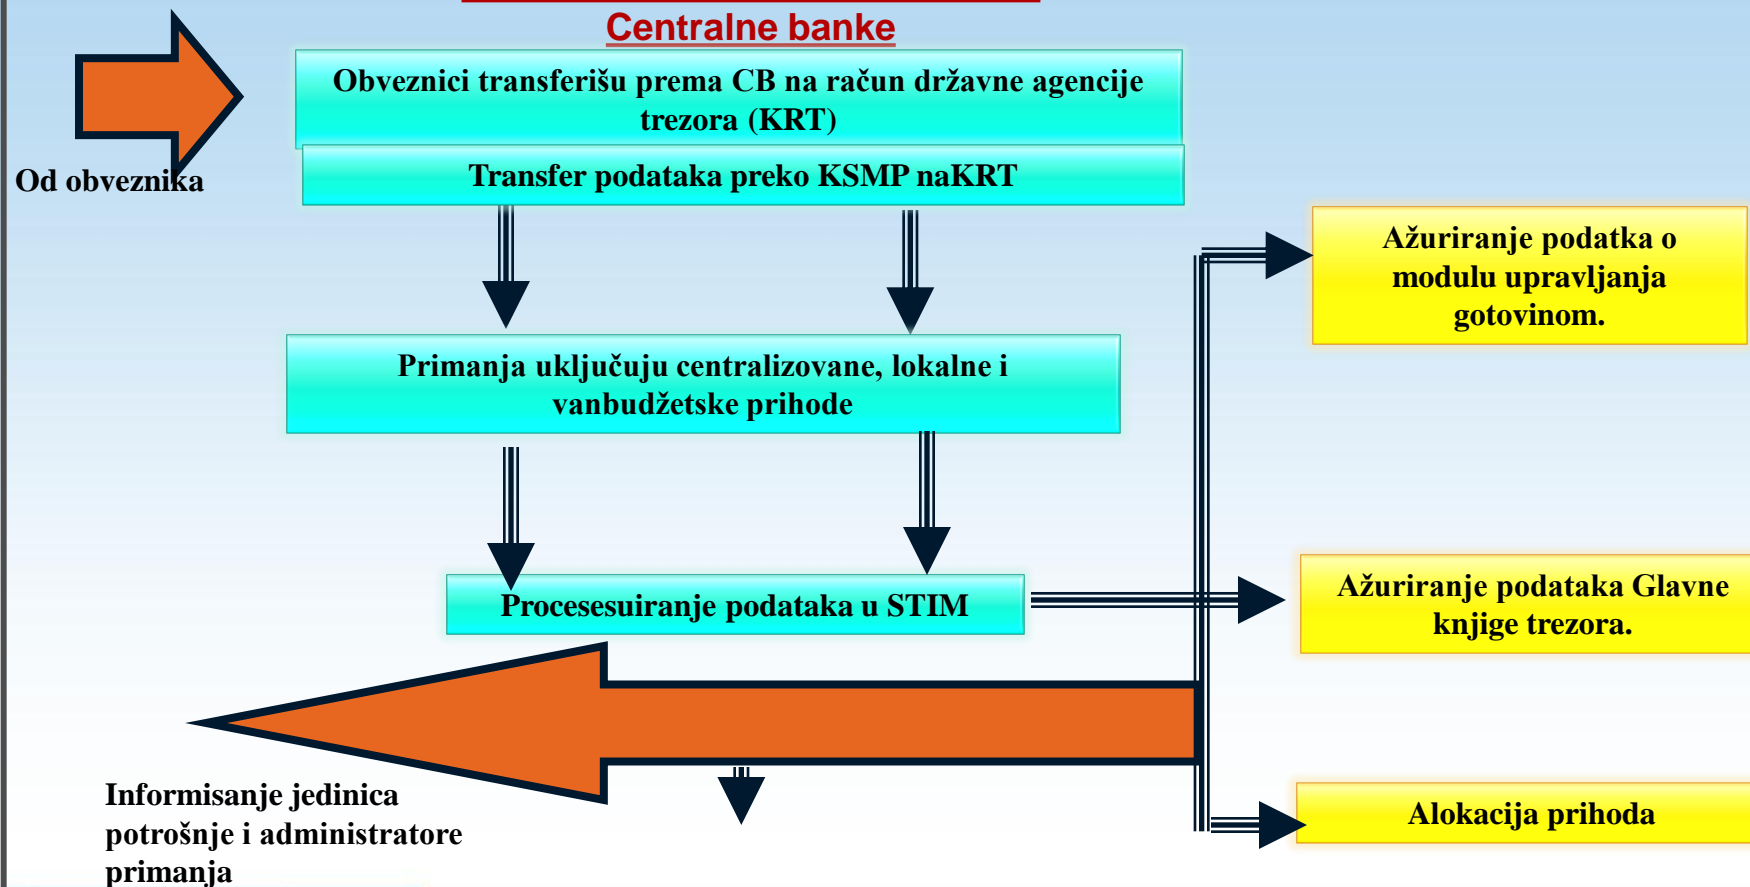 Centralne banke
Obveznici transferišu prema CB na račun državne agencije
trezora (KRT)
Transfer podataka preko KSMP naKRT
Od obveznika
Ažuriranje podatka o
modulu upravljanja
gotovinom.
Primanja uključuju centralizovane, lokalne i
vanbudžetske prihode
Procesesuiranje podataka u STIM
Ažuriranje podataka Glavne
knjige trezora.
Informisanje jedinica
potrošnje i administratore
primanja
Alokacija prihoda